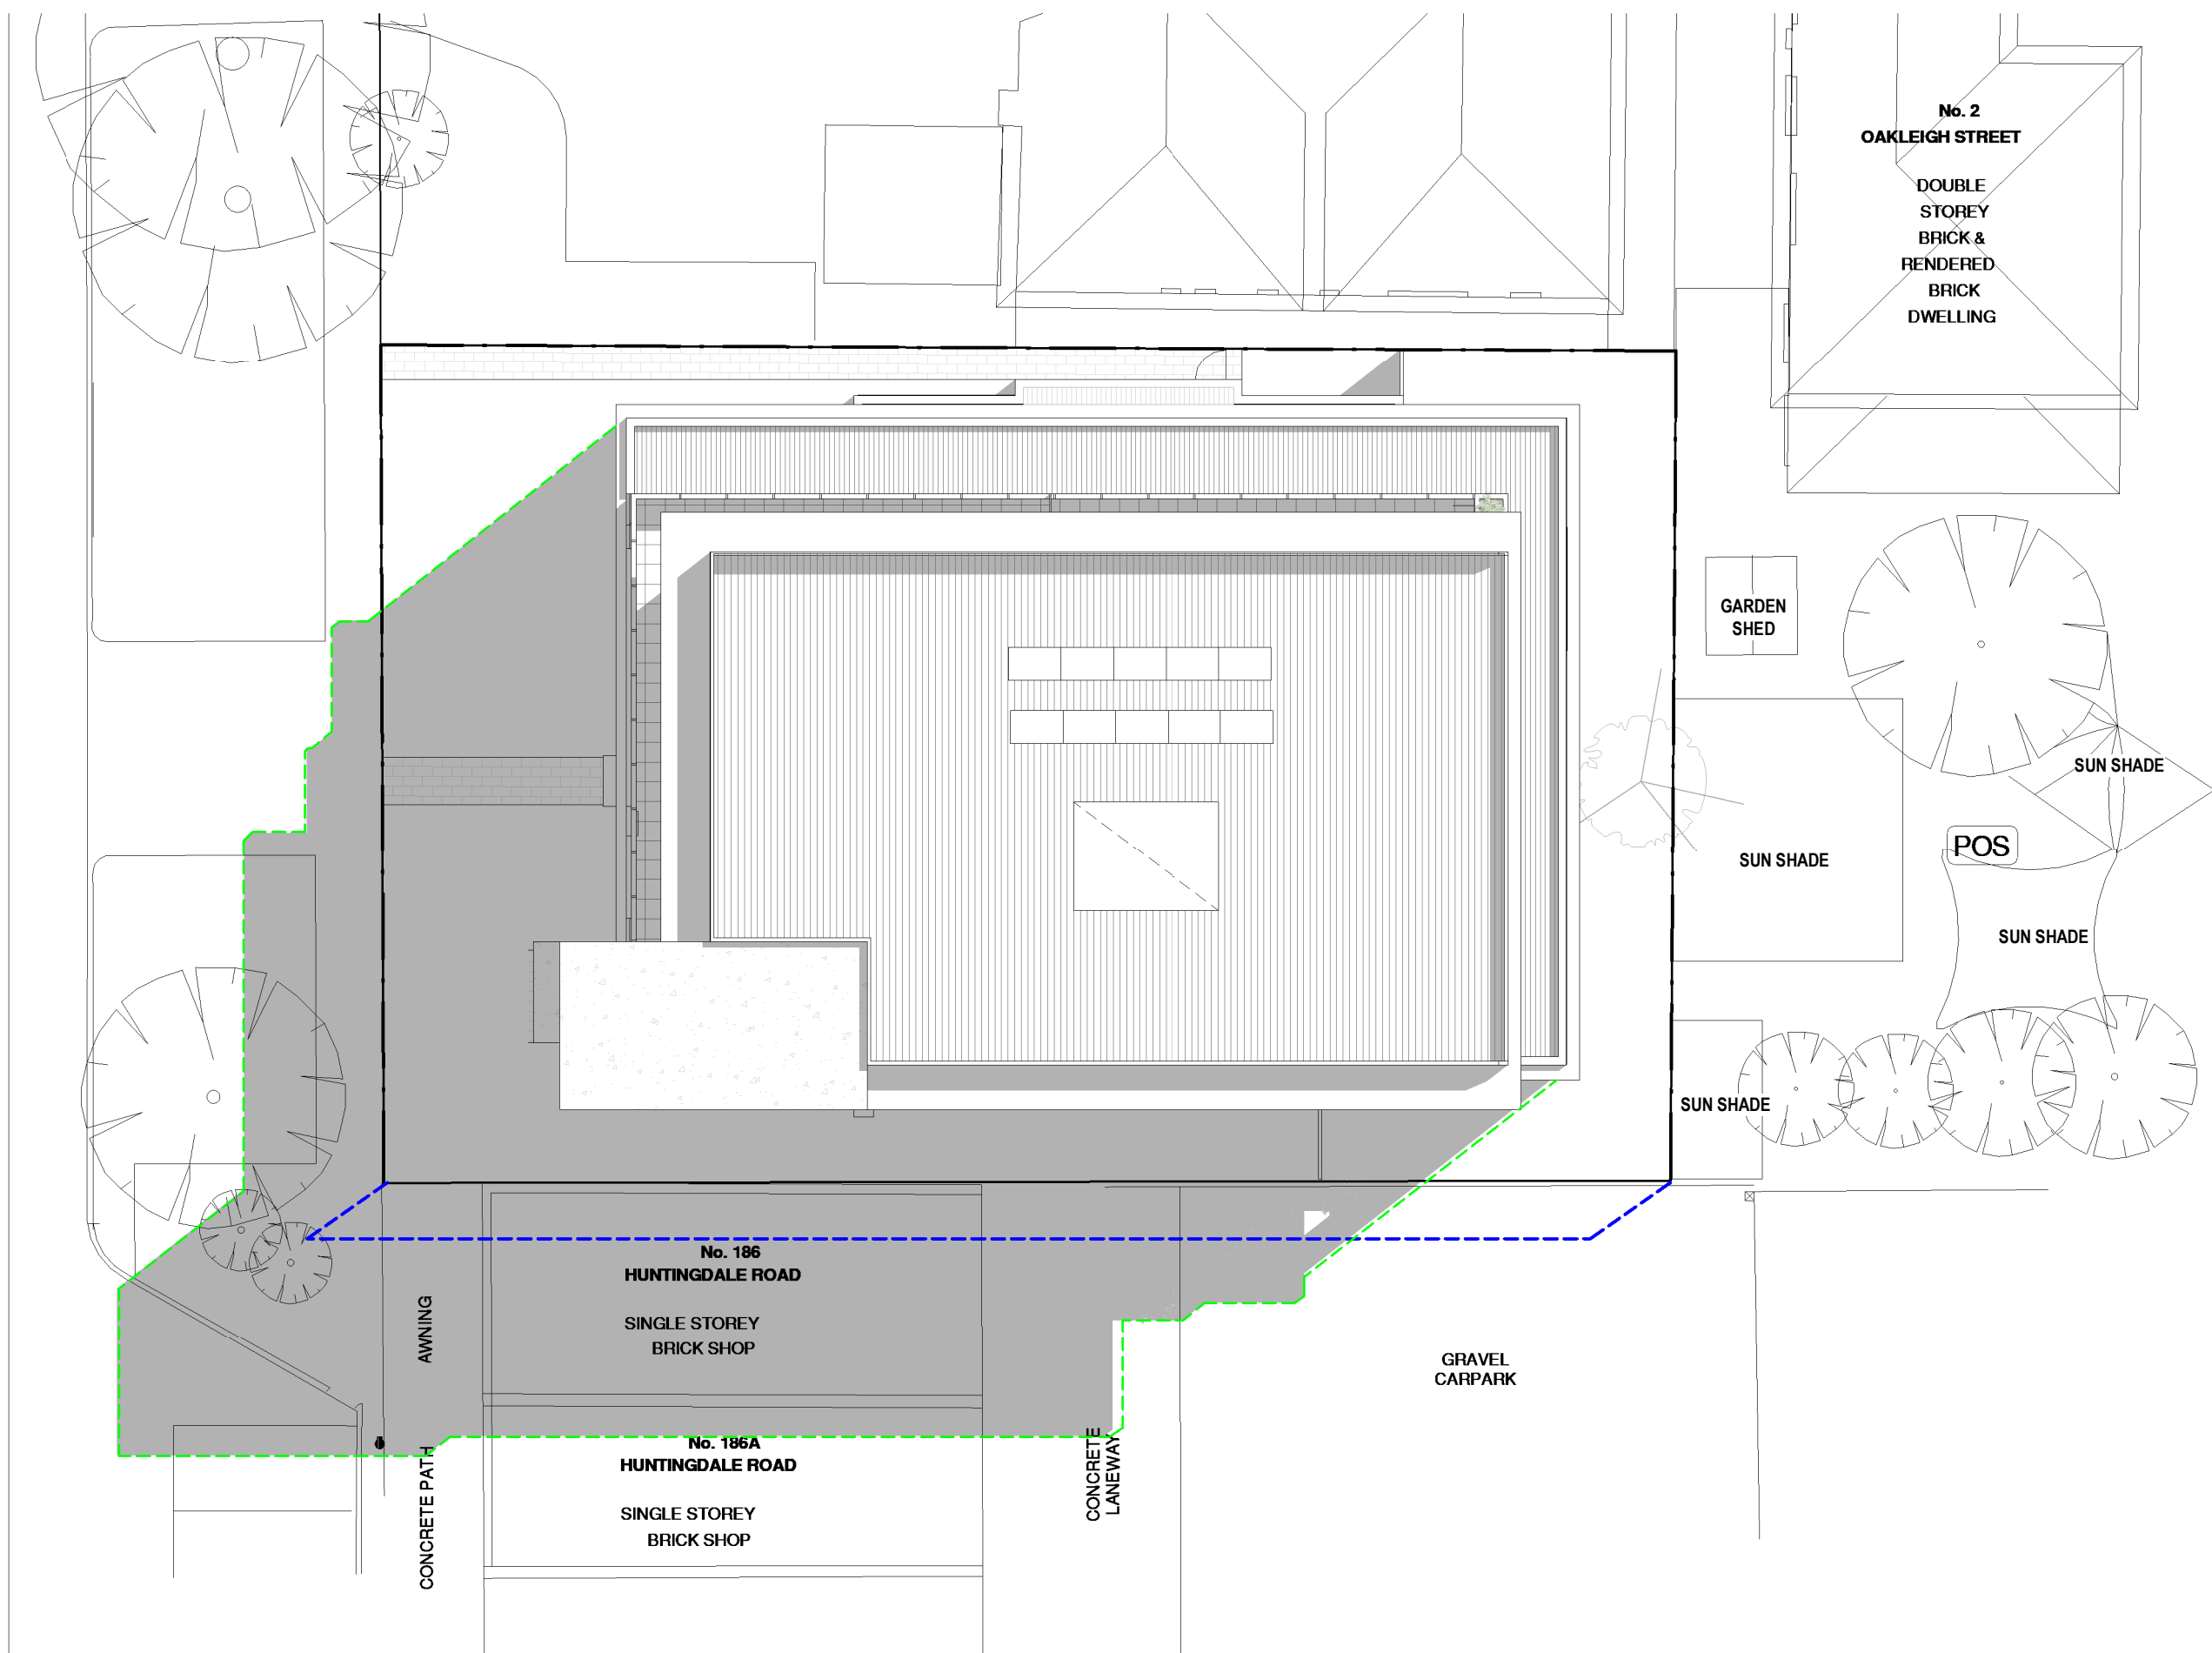 No. 2
OAKLEIGH STREET
DOUBLE
STOREY
BRICK &
RENDERED
BRICK
DWELLING
GARDEN
SHED
SUN SHADE
POS
SUN SHADE
SUN SHADE
SUN SHADE
No. 186
HUNTINGDALE ROAD
SINGLE STOREY
BRICK SHOP
AWNING
GRAVEL
CARPARK
No. 186A
HUNTINGDALE ROAD
SINGLE STOREY
BRICK SHOP
CONCRETE PATH
CONCRETE
LANEWAY